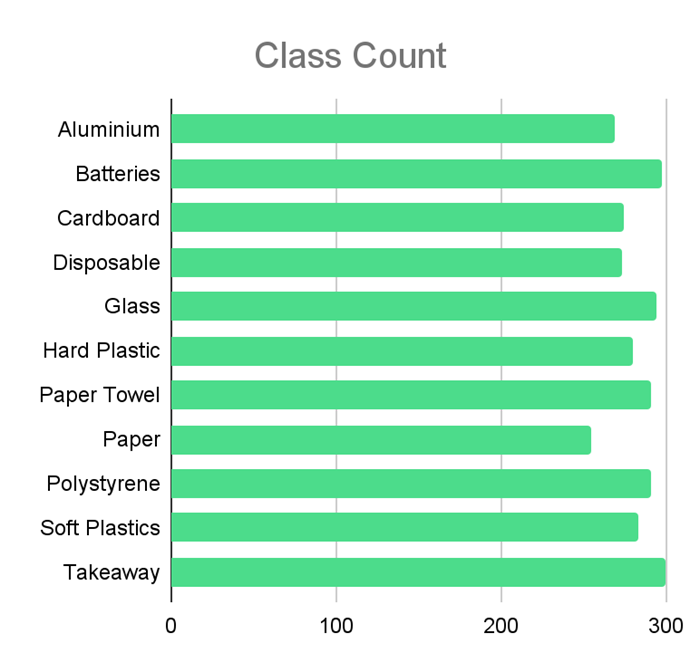 Class Count
Aluminium
Batteries
Cardboard
Disposable
Glass
Hard Plastic
Paper Towel
Paper
Polystyrene
Soft Plastics
Takeaway
0 100 200 300